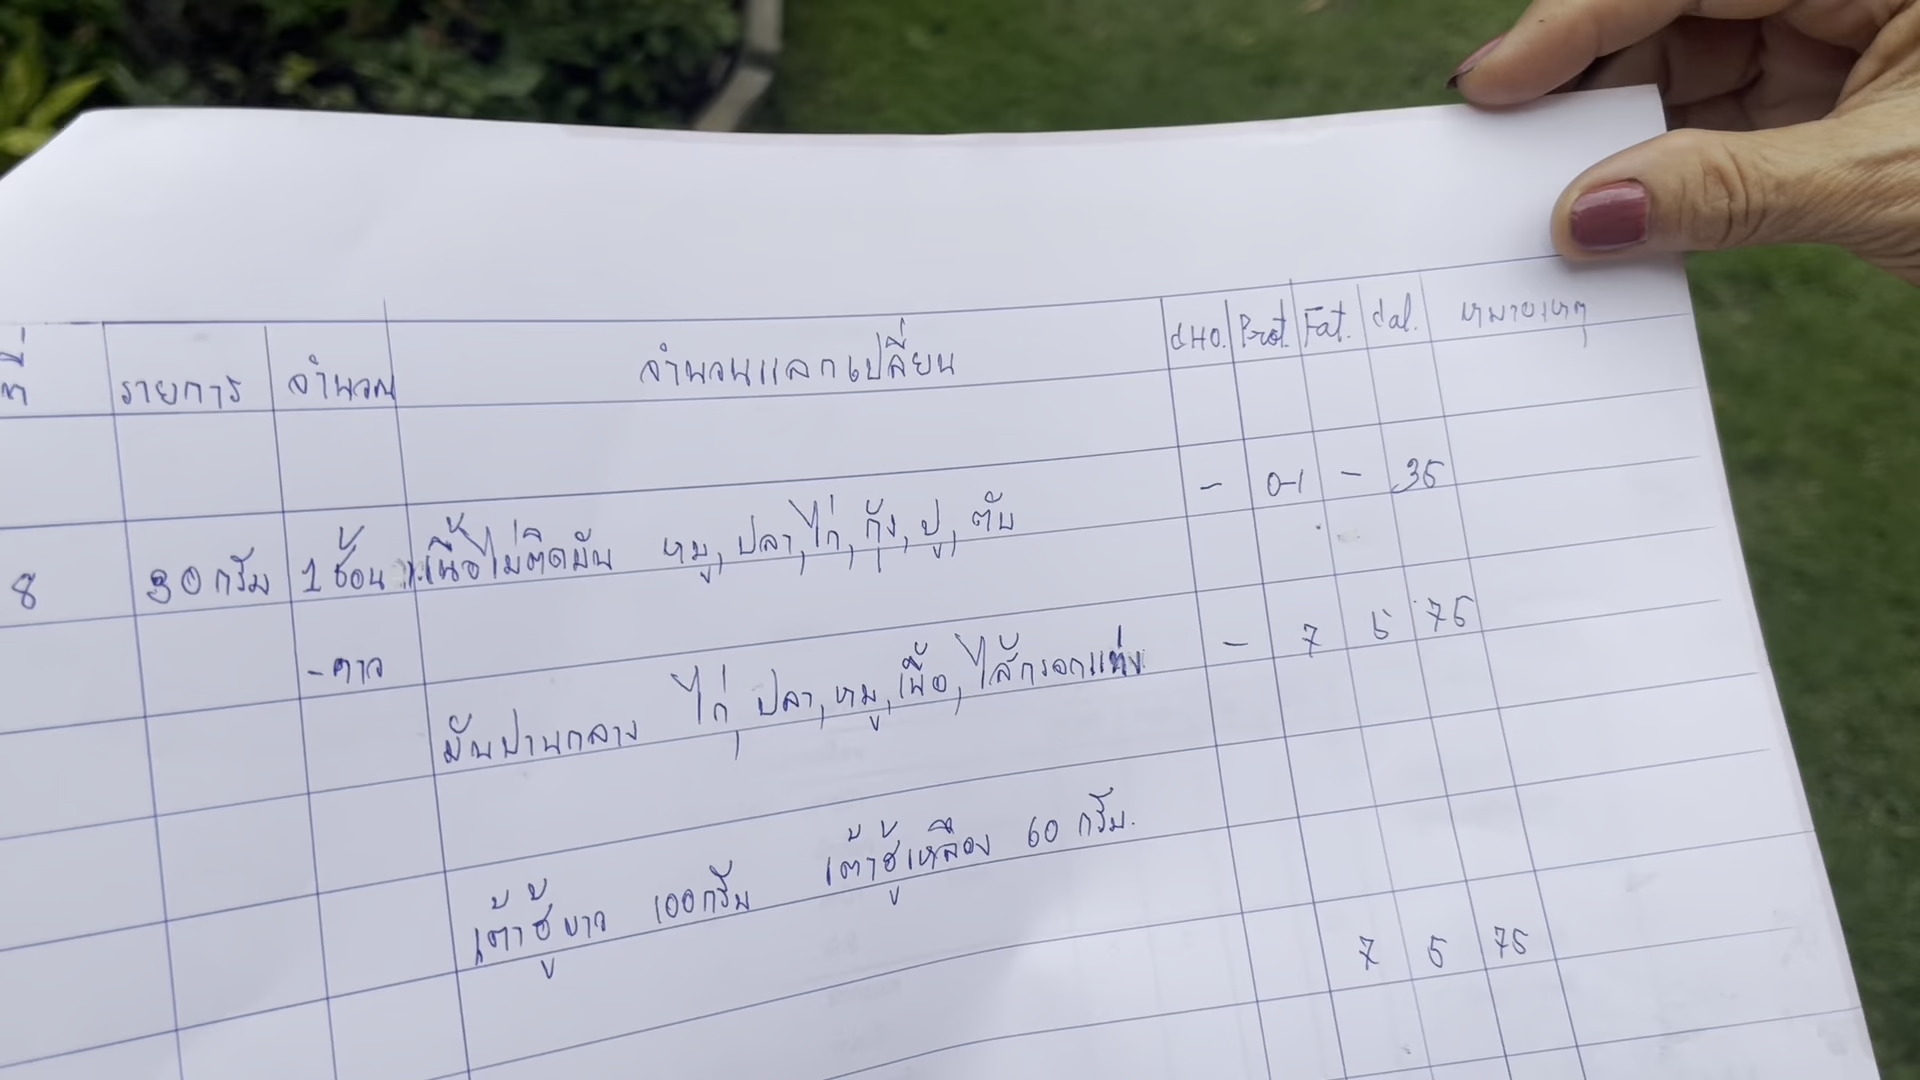 ที่ รายการ จำนวน จำนวนแลกเปลี่ยน CHO. Prot. Fat. Cal. หมายเหตุ
8 30 กรัม 1 ช้อน เนื้อไม่ติดมัน หมู, ปลา, ไก่, กุ้ง, ปู, ตับ - 0-1 - 35
- คาว
มันปานกลาง ไก่, ปลา, หมู, เนื้อ, ไส้กรอกแท่ง - 7 5 75
เต้าฮู้ขาว 100 กรัม เต้าฮู้เหลือง 60 กรัม. 7 5 75